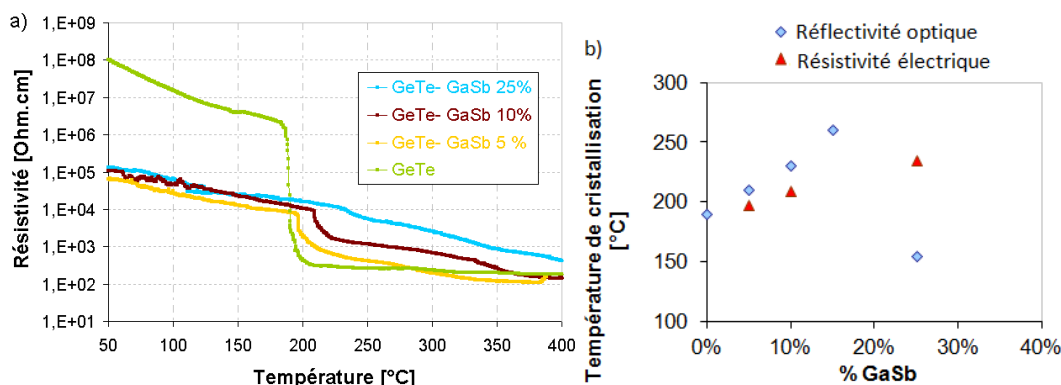 a)
Résistivité [Ohm.cm]
1,E+09
1,E+08
1,E+07
1,E+06
1,E+05
1,E+04
1,E+03
1,E+02
1,E+01
GeTe- GaSb 25%
GeTe- GaSb 10%
GeTe- GaSb 5 %
GeTe
50 100 150 200 250 300 350 400
Température [°C]
b)
Réflectivité optique
Résistivité électrique
Température de cristallisation
[°C]
300
250
200
150
100
0% 10% 20% 30% 40%
% GaSb